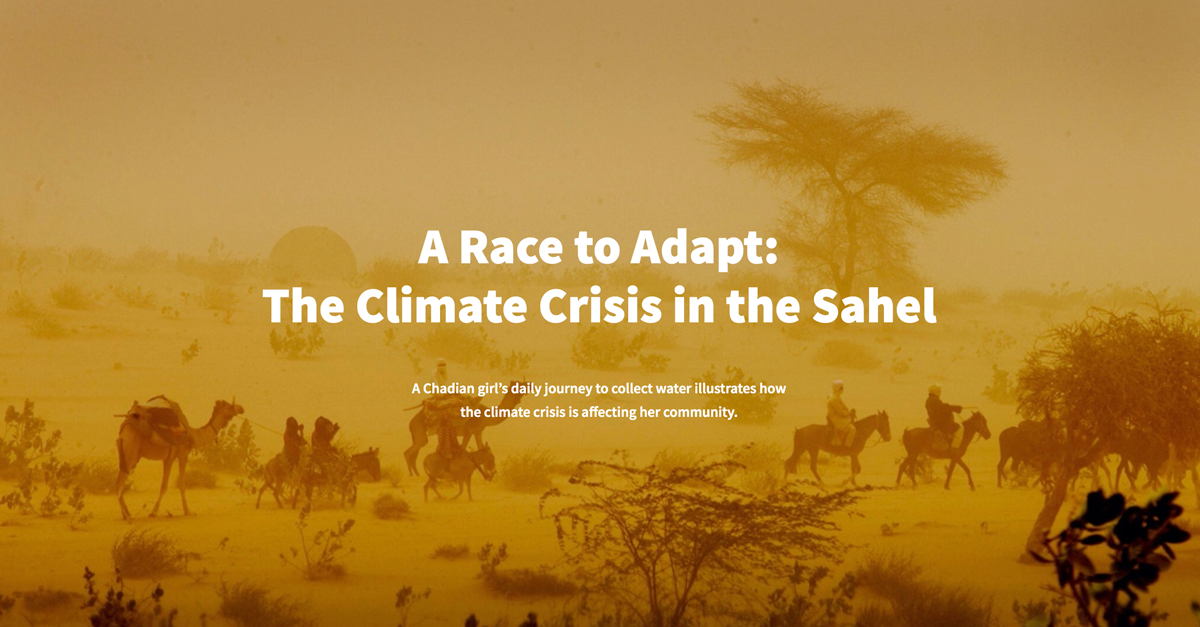 A Race to Adapt:
The Climate Crisis in the Sahel
A Chadian girl’s daily journey to collect water illustrates how
the climate crisis is affecting her community.